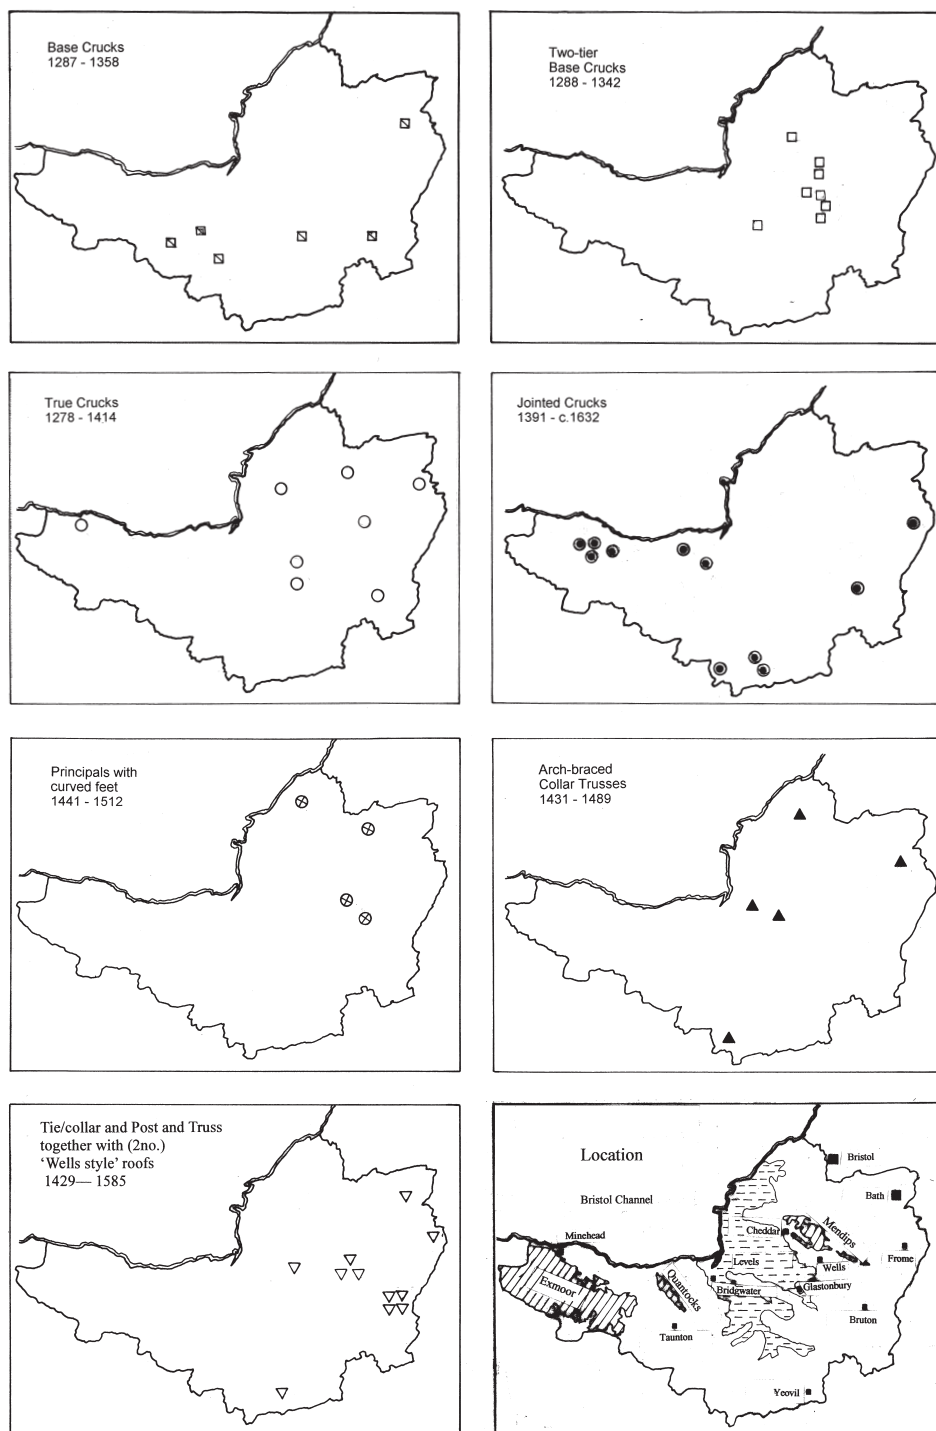 Base Crucks
1287 - 1358
Two-tier
Base Crucks
1288 - 1342
True Crucks
1278 - 1414
Jointed Crucks
1391 - c.1632
Principals with
curved feet
1441 - 1512
Arch-braced
Collar Trusses
1431 - 1489
Tie/collar and Post and Truss
together with (2no.)
‘Wells style’ roofs
1429— 1585
Location
Bristol
Bristol Channel
Bath
Minehead
Cheddar
Mendips
Levels
Wells
Frome
Exmoor
Quantocks
Bridgwater
Glastonbury
Taunton
Bruton
Yeovil